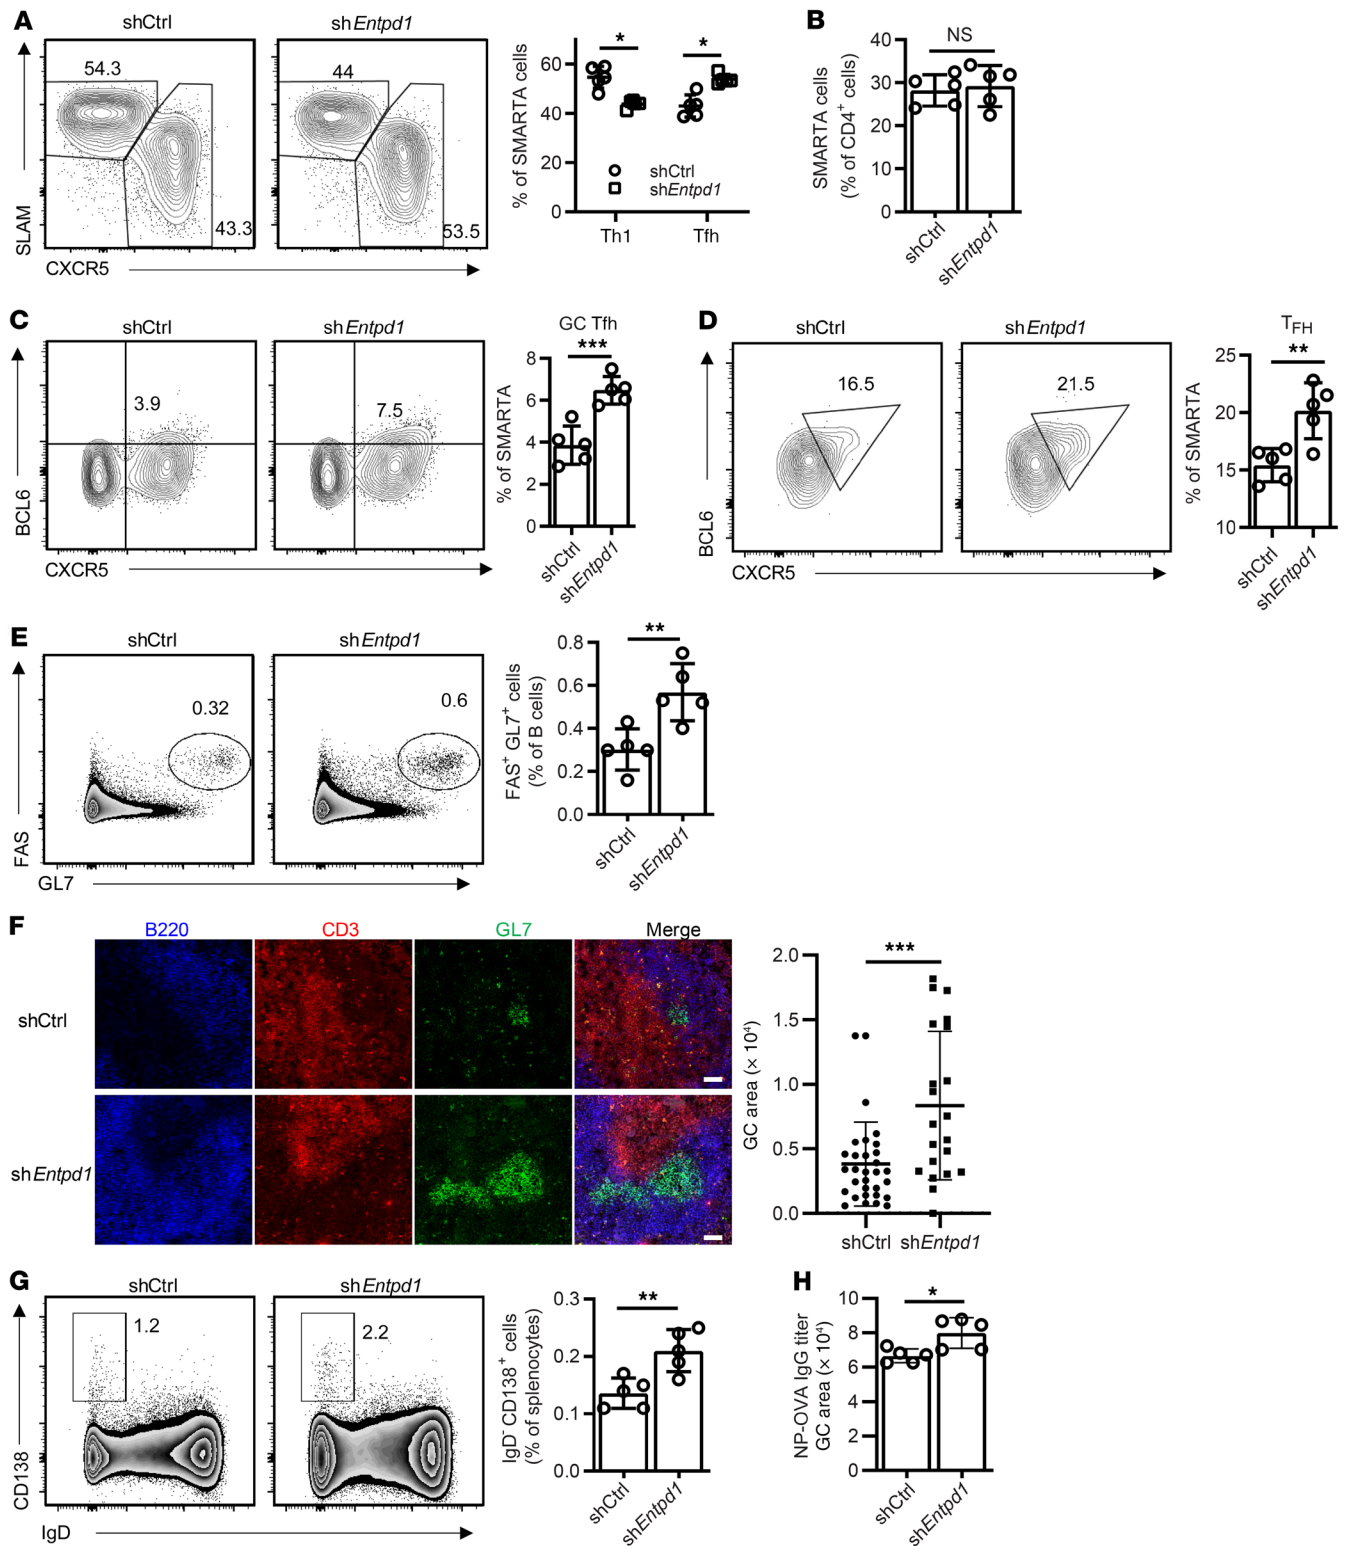 A
shCtrl
shEntpd1
54.3
44
43.3
53.5
SLAM
CXCR5
% of SMARTA cells
60
40
20
0
*
*
shCtrl
shEntpd1
Th1
Tfh
B
SMARTA cells
(% of CD4+ cells)
40
30
20
10
0
NS
shCtrl
shEntpd1
C
shCtrl
shEntpd1
3.9
7.5
BCL6
CXCR5
GC Tfh
***
% of SMARTA
8
6
4
2
0
shCtrl
shEntpd1
D
shCtrl
shEntpd1
16.5
21.5
BCL6
CXCR5
TFH
**
% of SMARTA
25
20
15
10
shCtrl
shEntpd1
E
shCtrl
shEntpd1
0.32
0.6
FAS
GL7
**
FAS+ GL7+ cells
(% of B cells)
0.8
0.6
0.4
0.2
0.0
shCtrl
shEntpd1
F
B220
CD3
GL7
Merge
shCtrl
shEntpd1
***
GC area (× 10⁴)
2.0
1.5
1.0
0.5
0.0
shCtrl
shEntpd1
G
shCtrl
shEntpd1
1.2
2.2
CD138
IgD
**
IgD- CD138+ cells
(% of splenocytes)
0.3
0.2
0.1
0.0
shCtrl
shEntpd1
H
*
NP-OVA IgG titer
GC area (× 10⁴)
10
8
6
4
2
0
shCtrl
shEntpd1